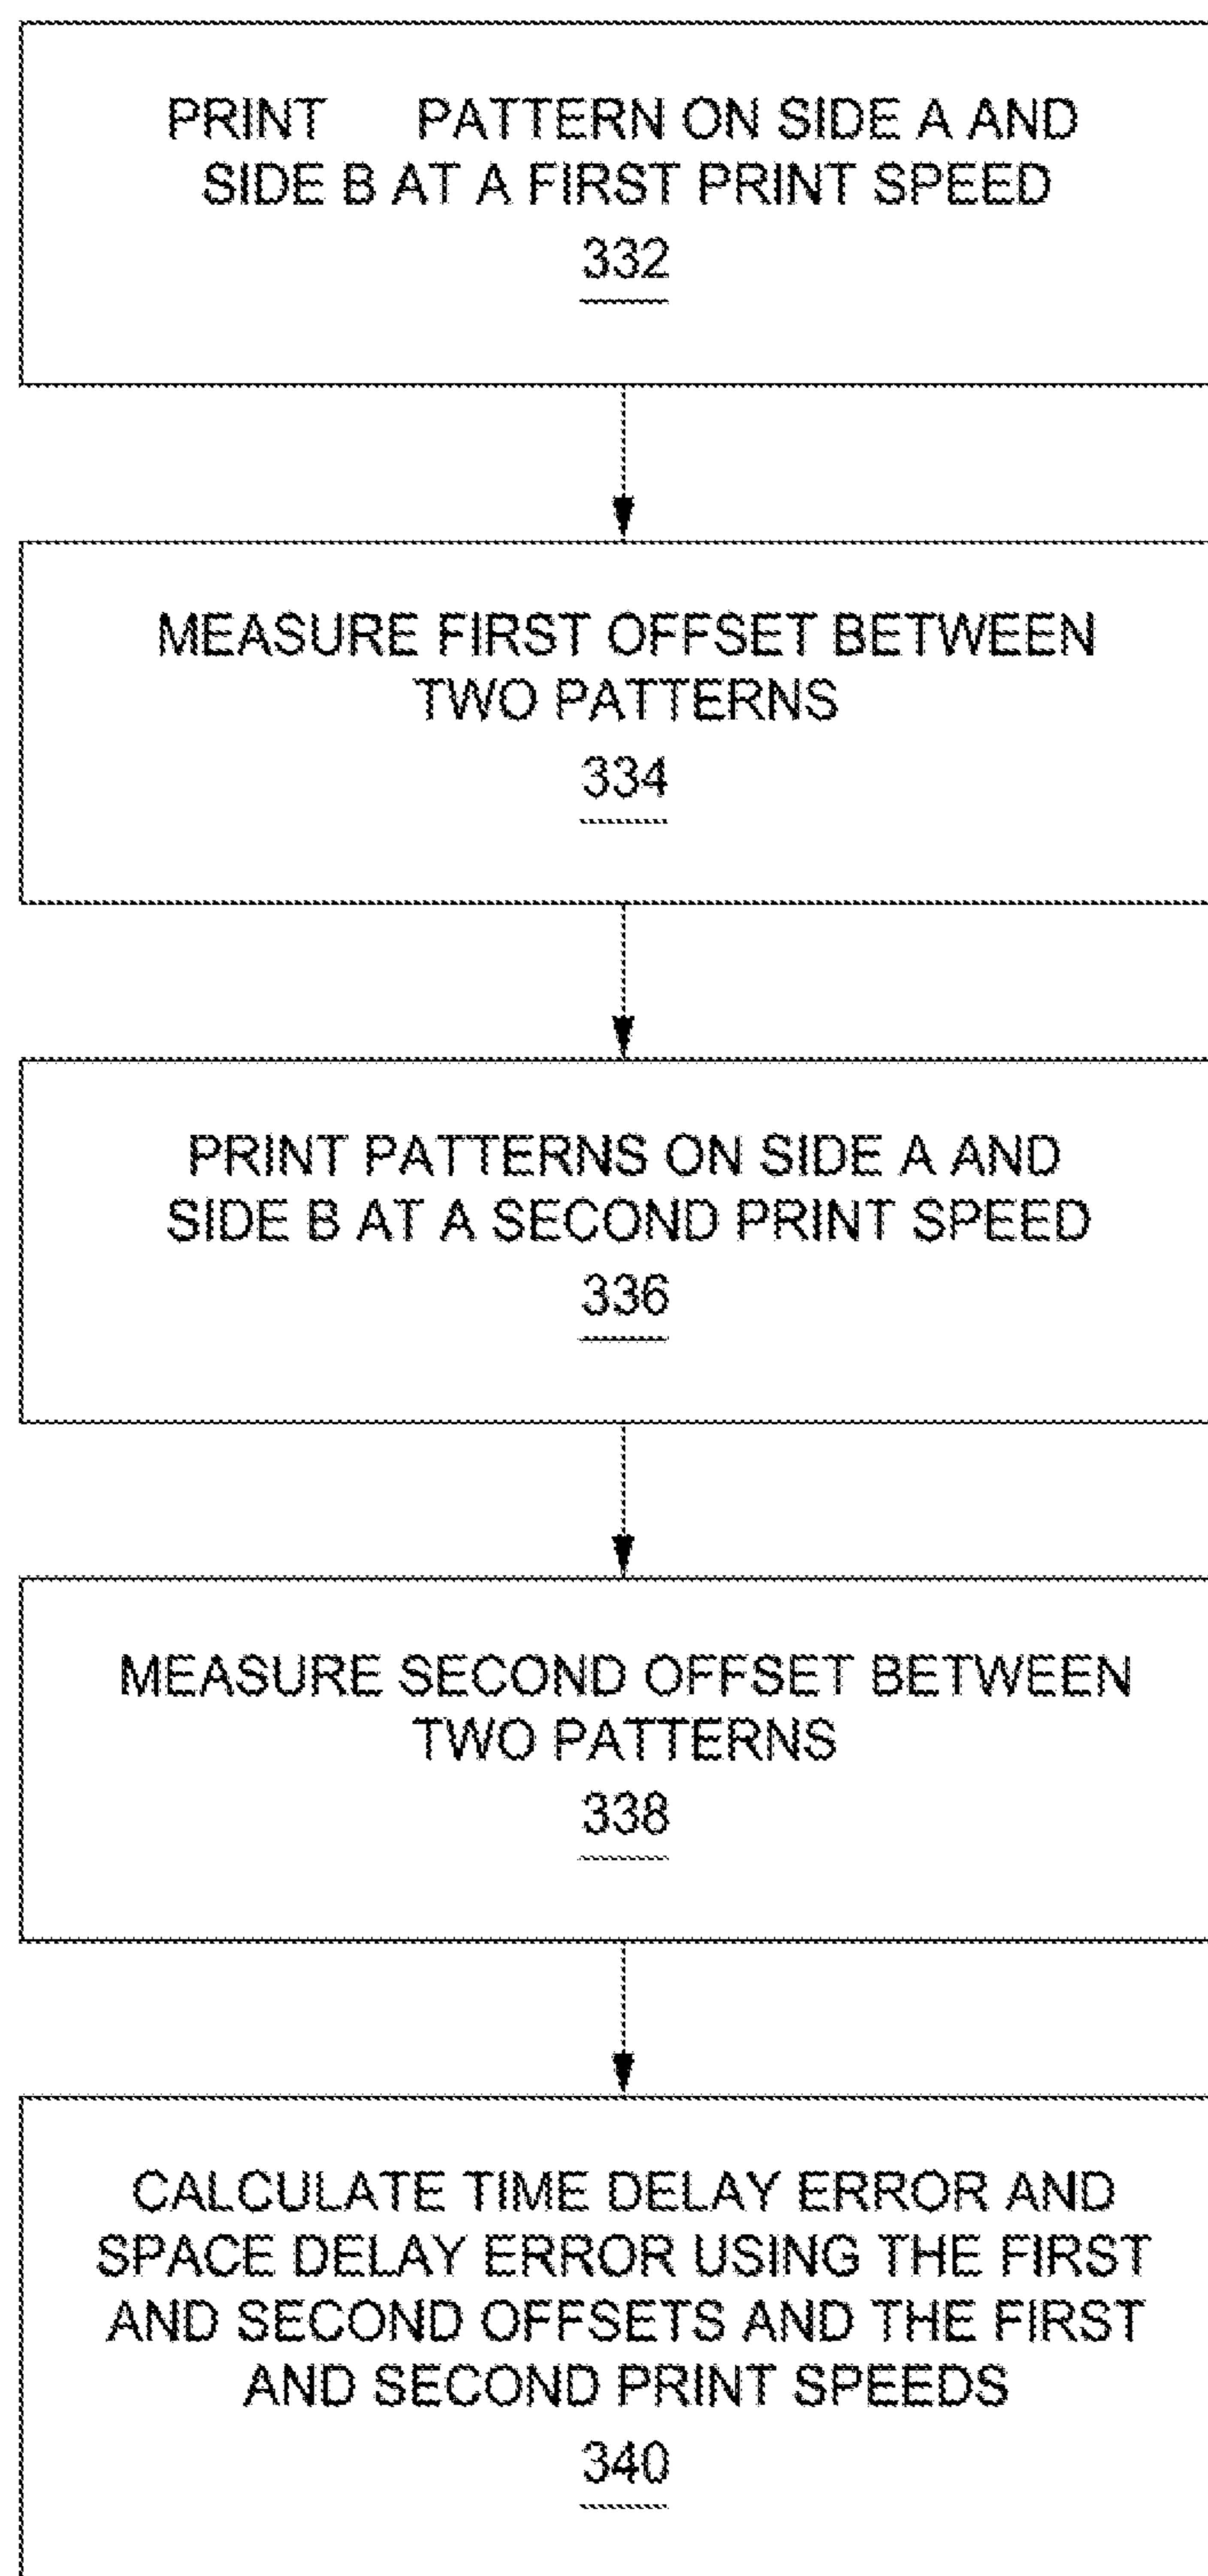 PRINT PATTERN ON SIDE A AND
SIDE B AT A FIRST PRINT SPEED
332
MEASURE FIRST OFFSET BETWEEN
TWO PATTERNS
334
PRINT PATTERNS ON SIDE A AND
SIDE B AT A SECOND PRINT SPEED
336
MEASURE SECOND OFFSET BETWEEN
TWO PATTERNS
338
CALCULATE TIME DELAY ERROR AND
SPACE DELAY ERROR USING THE FIRST
AND SECOND OFFSETS AND THE FIRST
AND SECOND PRINT SPEEDS
340